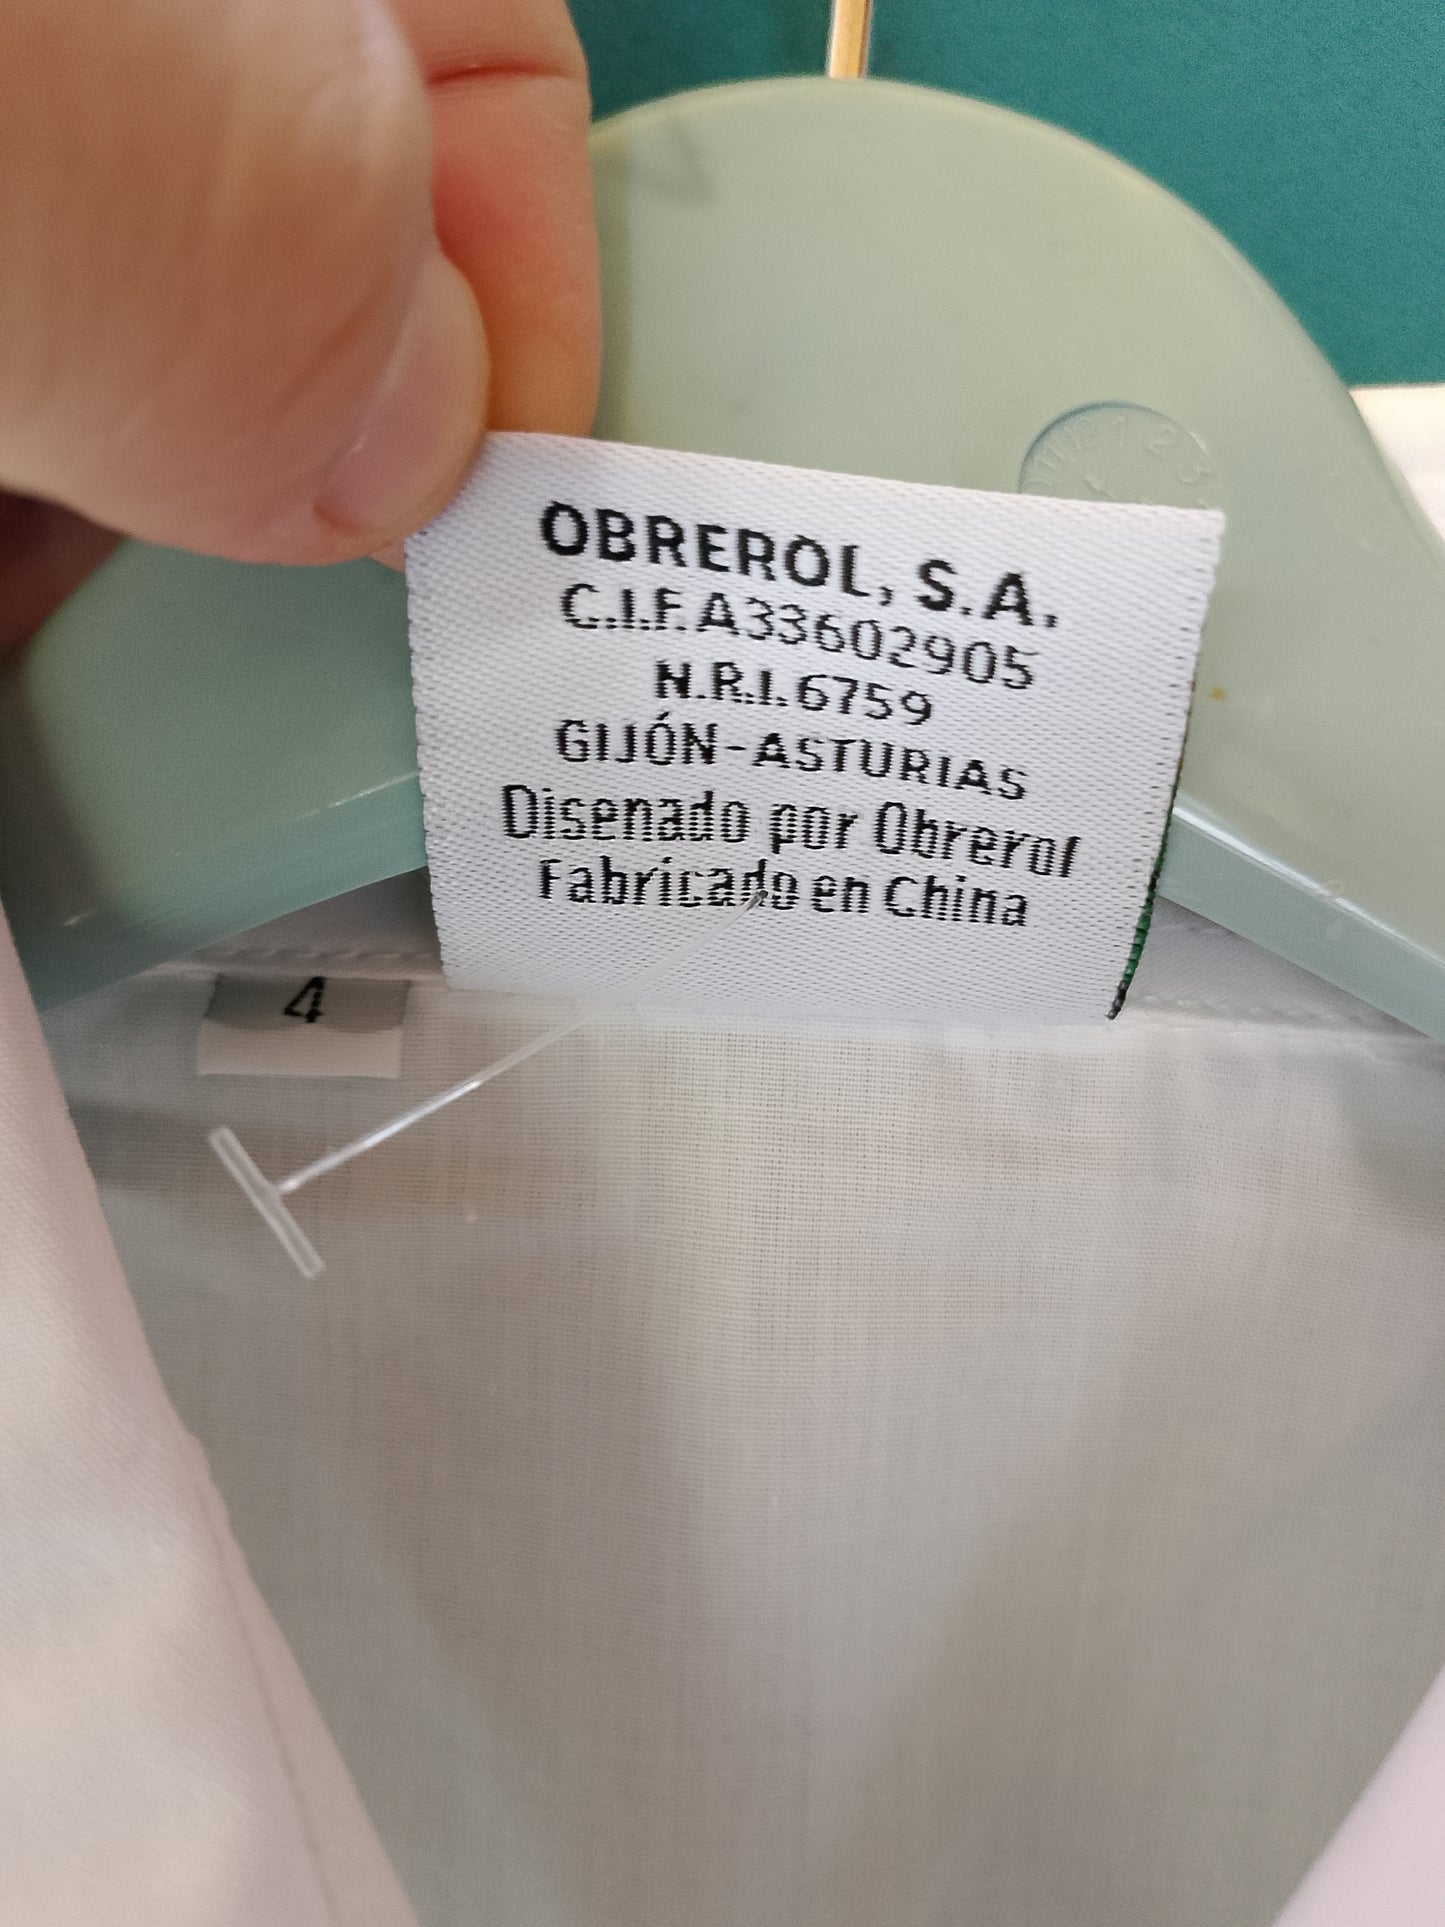 OBREROL, S.A.
C.I.F. A33602905
N.R.I. 6759
GIJÓN-ASTURIAS
Disenado por Obrerol
Fabricado en China
4